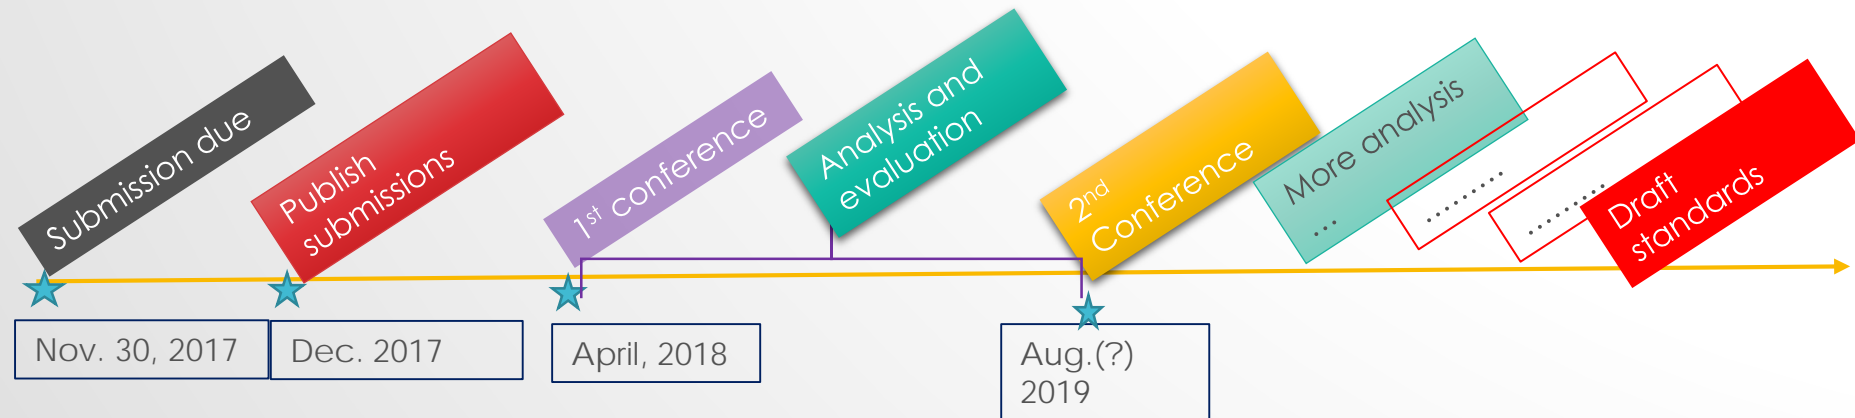 Submission due
Publish
submissions
1st conference
Analysis and
evaluation
2nd
Conference
More analysis
...
.........
.........
Draft
standards
Nov. 30, 2017
Dec. 2017
April, 2018
Aug.(?)
2019